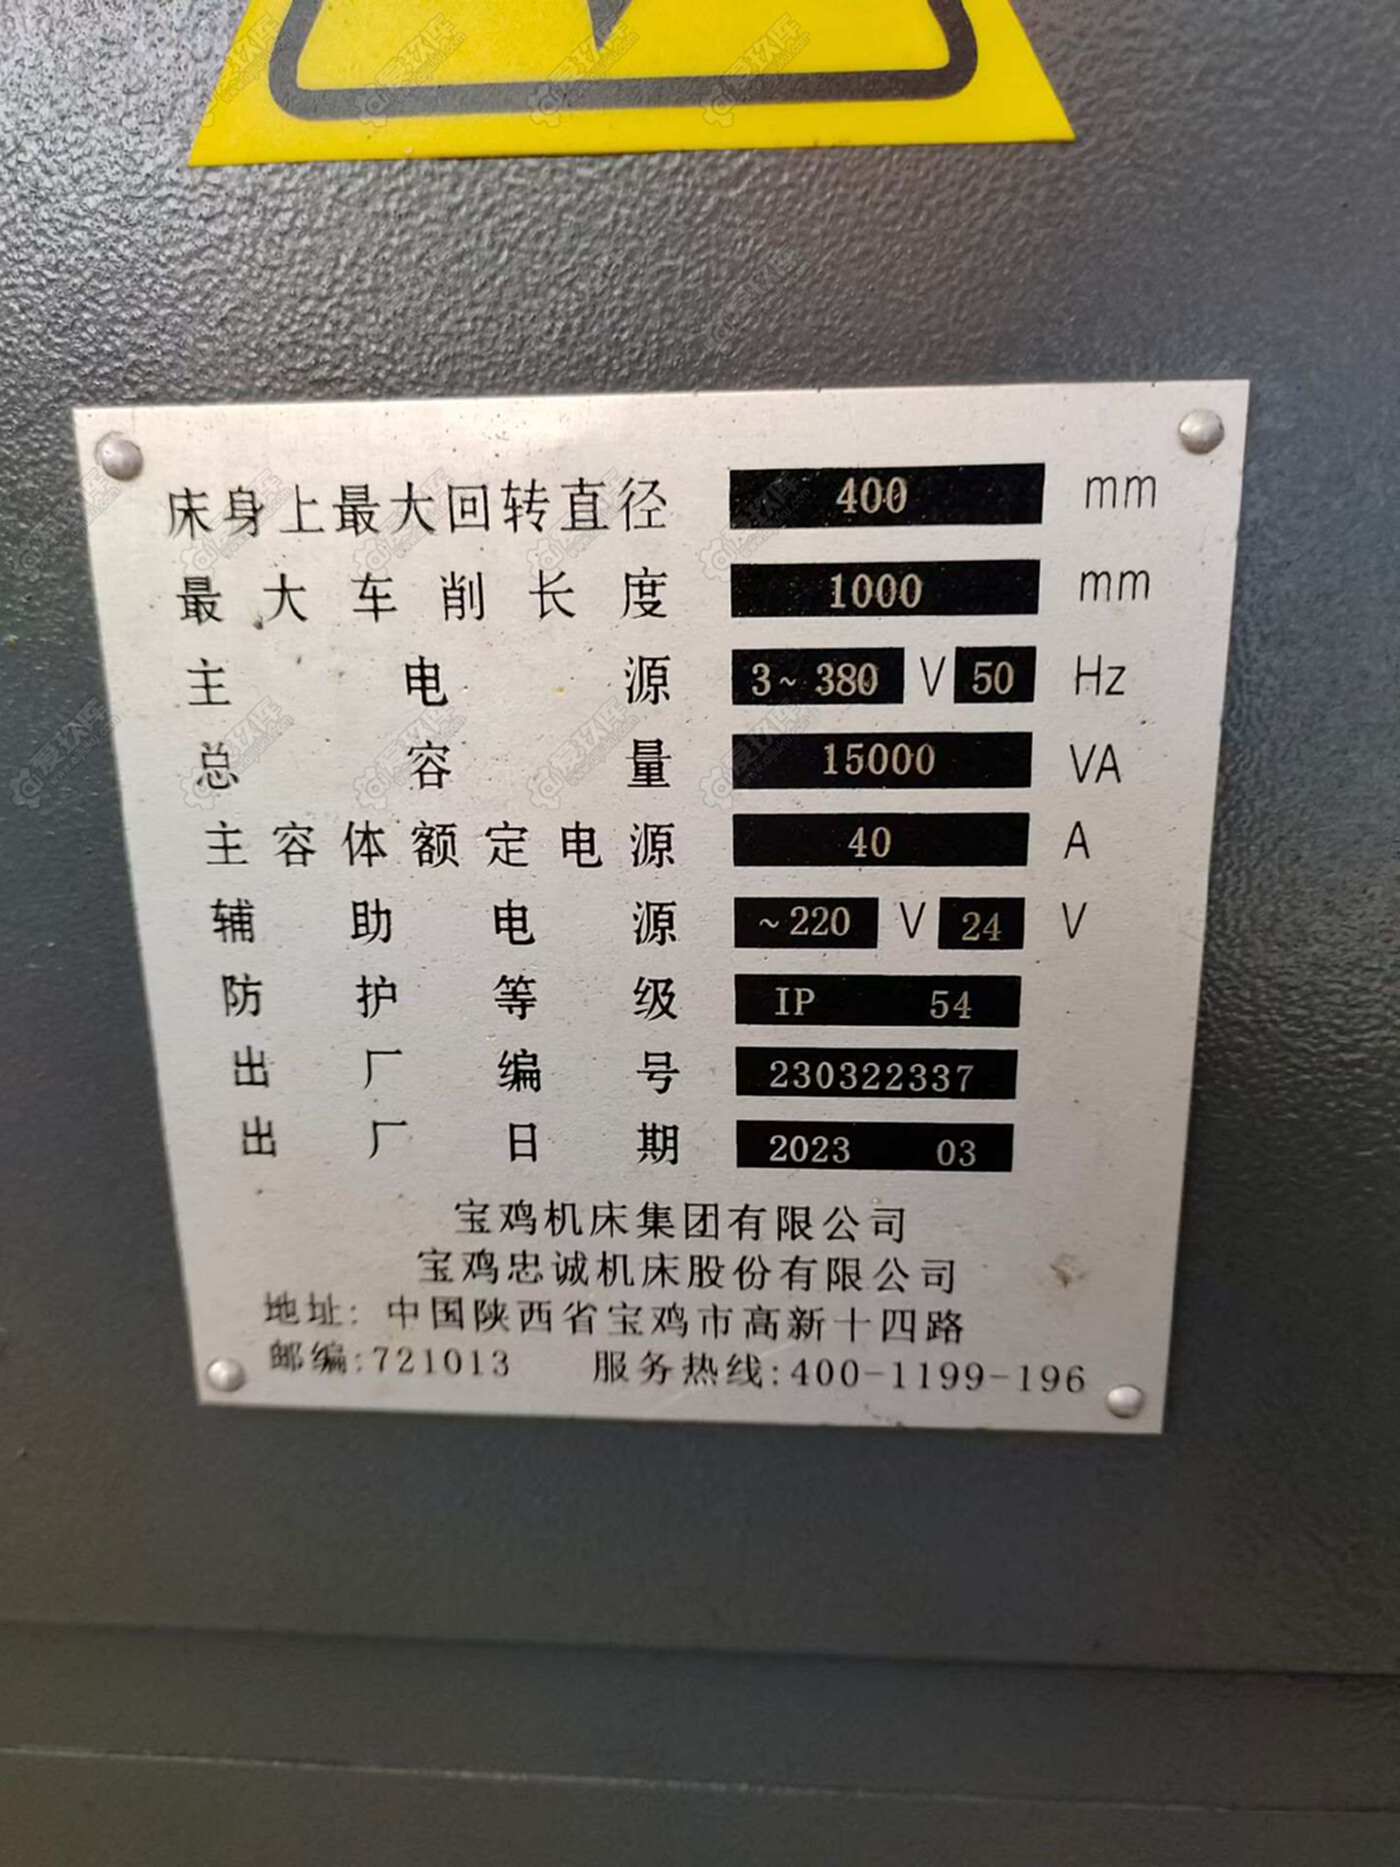 床身上最大回转直径 400 mm
最大车削长度 1000 mm
主电源 3~380 V 50 Hz
总容量 15000 VA
主容体额定电源 40 A
辅助电源 ~220 V 24 V
防护等级 IP 54
出厂编号 230322337
出厂日期 2023 03
宝鸡机床集团有限公司
宝鸡忠诚机床股份有限公司
地址: 中国陕西省宝鸡市高新十四路
邮编:721013 服务热线:400-1199-196